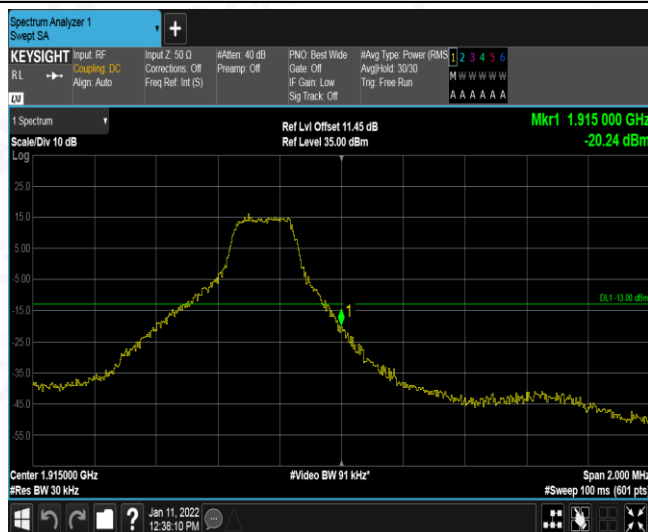 Spectrum Analyzer 1
Swept SA
+
KEYSIGHT
RL
LXI
Input: RF
Coupling: DC
Align: Auto
Input Z: 50 Ω
Corrections: Off
Freq Ref: Int (S)
#Atten: 40 dB
Preamp: Off
PNO: Best Wide
Gate: Off
IF Gain: Low
Sig Track: Off
#Avg Type: Power (RMS
Avg|Hold: 30/30
Trig: Free Run
1 2 3 4 5 6
M W W W W W
A A A A A A
1 Spectrum
Scale/Div 10 dB
Log
Ref Lvl Offset 11.45 dB
Ref Level 35.00 dBm
Mkr1 1.915 000 GHz
-20.24 dBm
25.0
15.0
5.00
-5.00
DL1 -13.00 dBm
1
-15.0
-25.0
-35.0
-45.0
-55.0
Center 1.915000 GHz
#Res BW 30 kHz
#Video BW 91 kHz*
Span 2.000 MHz
#Sweep 100 ms (601 pts)
?
Jan 11, 2022
12:38:10 PM